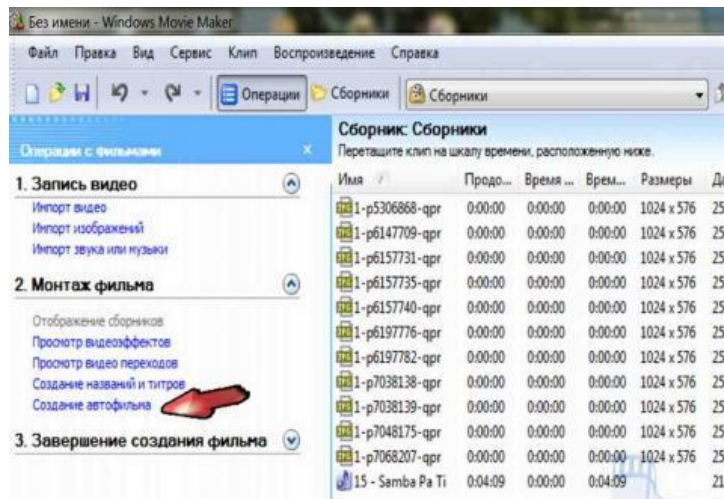 Без имени - Windows Movie Maker
Файл Правка Вид Сервис Клип Воспроизведение Справка
Операции Сборники Сборники
Операции с фильмами x
1. Запись видео
Импорт видео
Импорт изображений
Импорт звука или музыки
2. Монтаж фильма
Отображение сборников
Просмотр видеоэффектов
Просмотр видео переходов
Создание названий и титров
Создание автофильма
3. Завершение создания фильма
Сборник: Сборники
Перетащите клип на шкалу времени, расположенную ниже.
Имя Продо... Время ... Врем... Размеры Да
1-p5306868-qpr 0:00:00 0:00:00 0:00:00 1024 x 576 25
1-p6147709-qpr 0:00:00 0:00:00 0:00:00 1024 x 576 25
1-p6157731-qpr 0:00:00 0:00:00 0:00:00 1024 x 576 25
1-p6157735-qpr 0:00:00 0:00:00 0:00:00 1024 x 576 25
1-p6157740-qpr 0:00:00 0:00:00 0:00:00 1024 x 576 25
1-p6197776-qpr 0:00:00 0:00:00 0:00:00 1024 x 576 25
1-p6197782-qpr 0:00:00 0:00:00 0:00:00 1024 x 576 25
1-p7038138-qpr 0:00:00 0:00:00 0:00:00 1024 x 576 25
1-p7038139-qpr 0:00:00 0:00:00 0:00:00 1024 x 576 25
1-p7048175-qpr 0:00:00 0:00:00 0:00:00 1024 x 576 25
1-p7068207-qpr 0:00:00 0:00:00 0:00:00 1024 x 576 25
15 - Samba Pa Ti 0:04:09 0:00:00 0:04:09 21